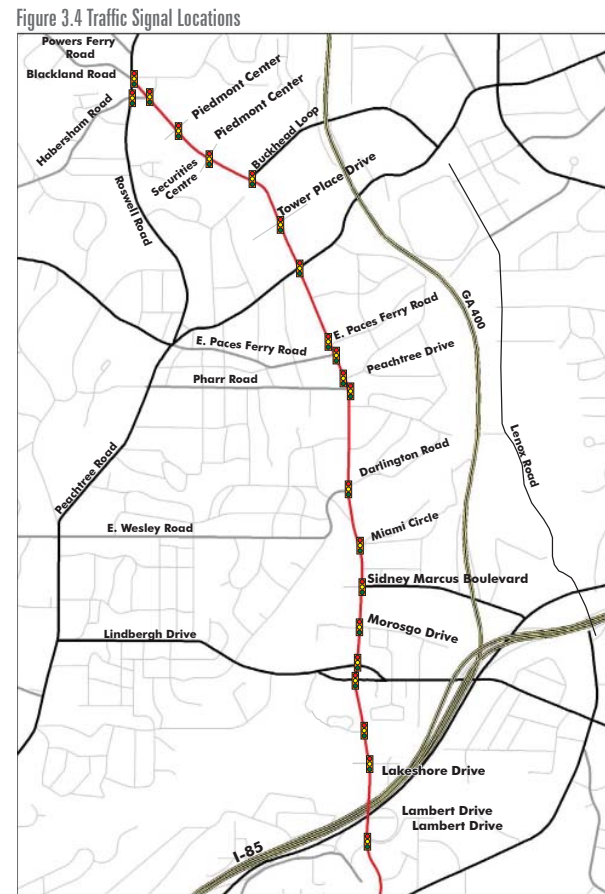 Figure 3.4 Traffic Signal Locations
Powers Ferry
Road
Blackland Road
Habersham Road
Piedmont Center
Piedmont Center
Securities
Centre
Buckhead Loop
Roswell Road
Tower Place Drive
GA 400
E. Paces Ferry Road
E. Paces Ferry Road
Peachtree Drive
Pharr Road
Lenox Road
Peachtree Road
Darlington Road
E. Wesley Road
Miami Circle
Sidney Marcus Boulevard
Morosgo Drive
Lindbergh Drive
Lakeshore Drive
Lambert Drive
Lambert Drive
I-85